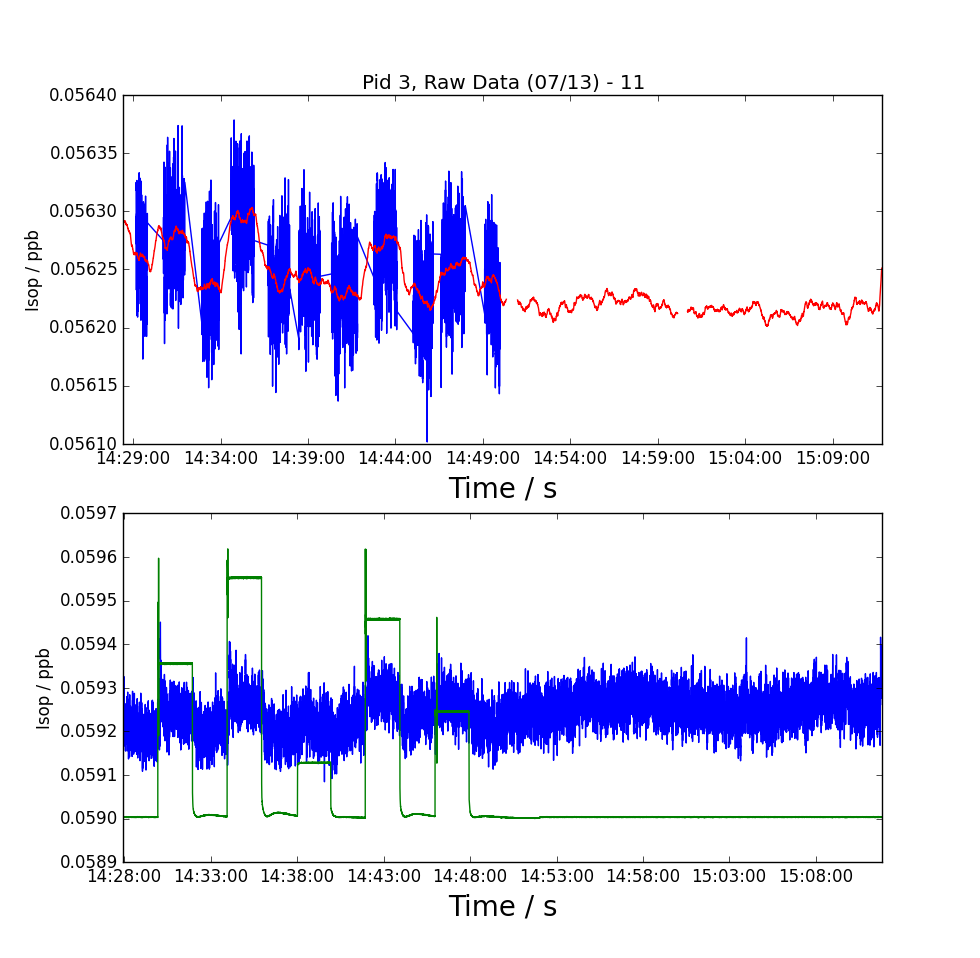 Pid 3, Raw Data (07/13) - 11
0.05640
0.05635
0.05630
0.05625
0.05620
0.05615
0.05610
Isop / ppb
14:29:00 14:34:00 14:39:00 14:44:00 14:49:00 14:54:00 14:59:00 15:04:00 15:09:00
Time / s
0.0597
0.0596
0.0595
0.0594
0.0593
0.0592
0.0591
0.0590
0.0589
Isop / ppb
14:28:00 14:33:00 14:38:00 14:43:00 14:48:00 14:53:00 14:58:00 15:03:00 15:08:00
Time / s